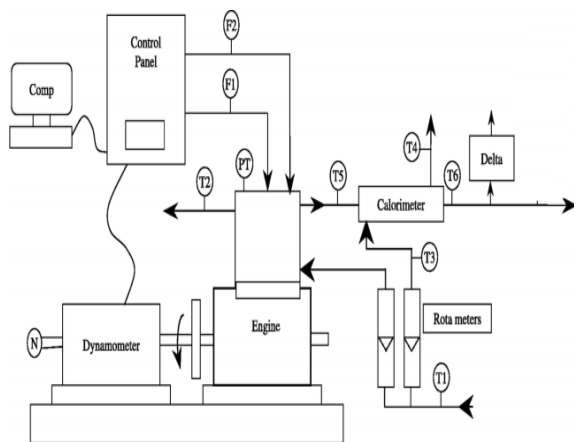 F2
Control
Panel
Comp
F1
T4
T2
PT
T5
T6
Delta
Calorimeter
T3
Engine
Rota meters
N
Dynamometer
T1